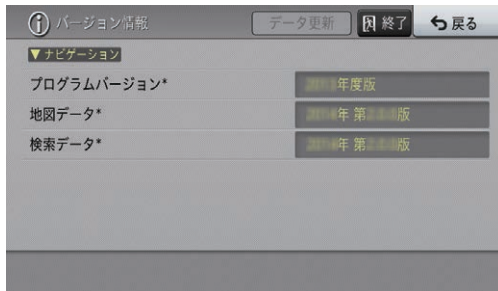 バージョン情報 データ更新 終了 戻る
▼ナビゲーション
プログラムバージョン* 年度版
地図データ* 年 第 版
検索データ* 年 第 版